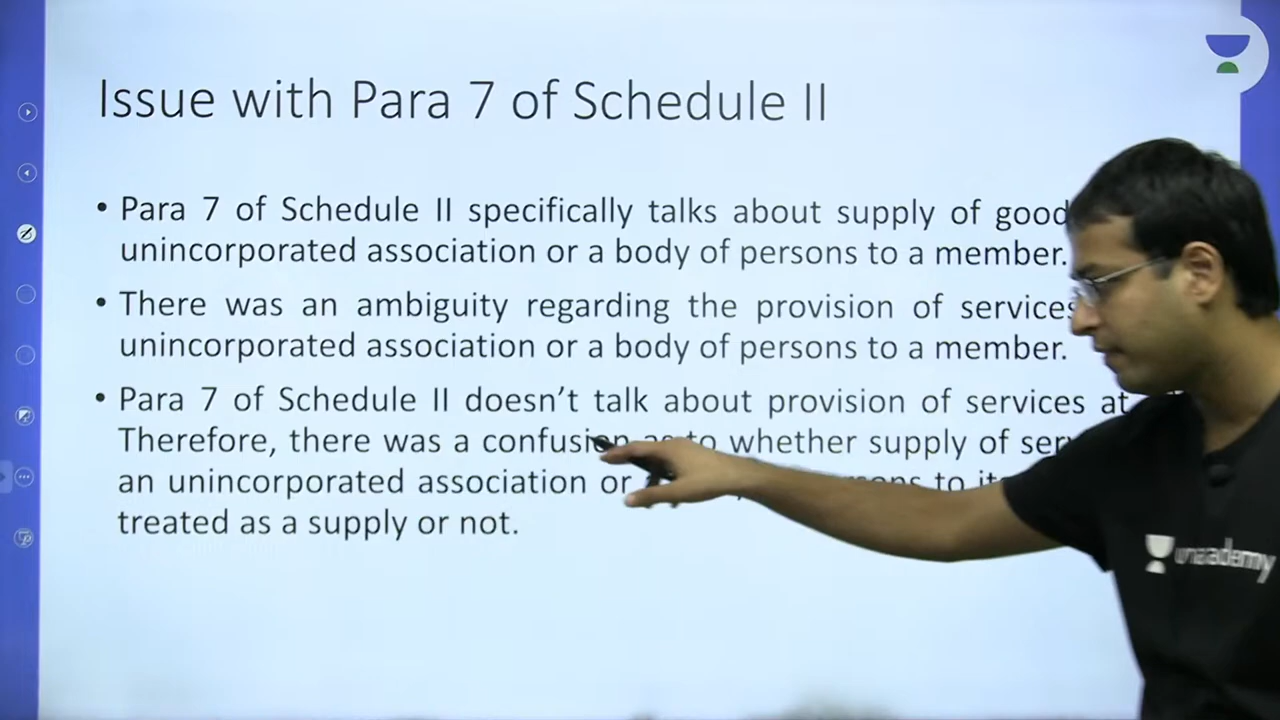 Issue with Para 7 of Schedule II
• Para 7 of Schedule II specifically talks about supply of good
unincorporated association or a body of persons to a member.
• There was an ambiguity regarding the provision of services
unincorporated association or a body of persons to a member.
• Para 7 of Schedule II doesn't talk about provision of services at
Therefore, there was a confusion as to whether supply of ser
an unincorporated association or to
treated as a supply or not.
unacademy